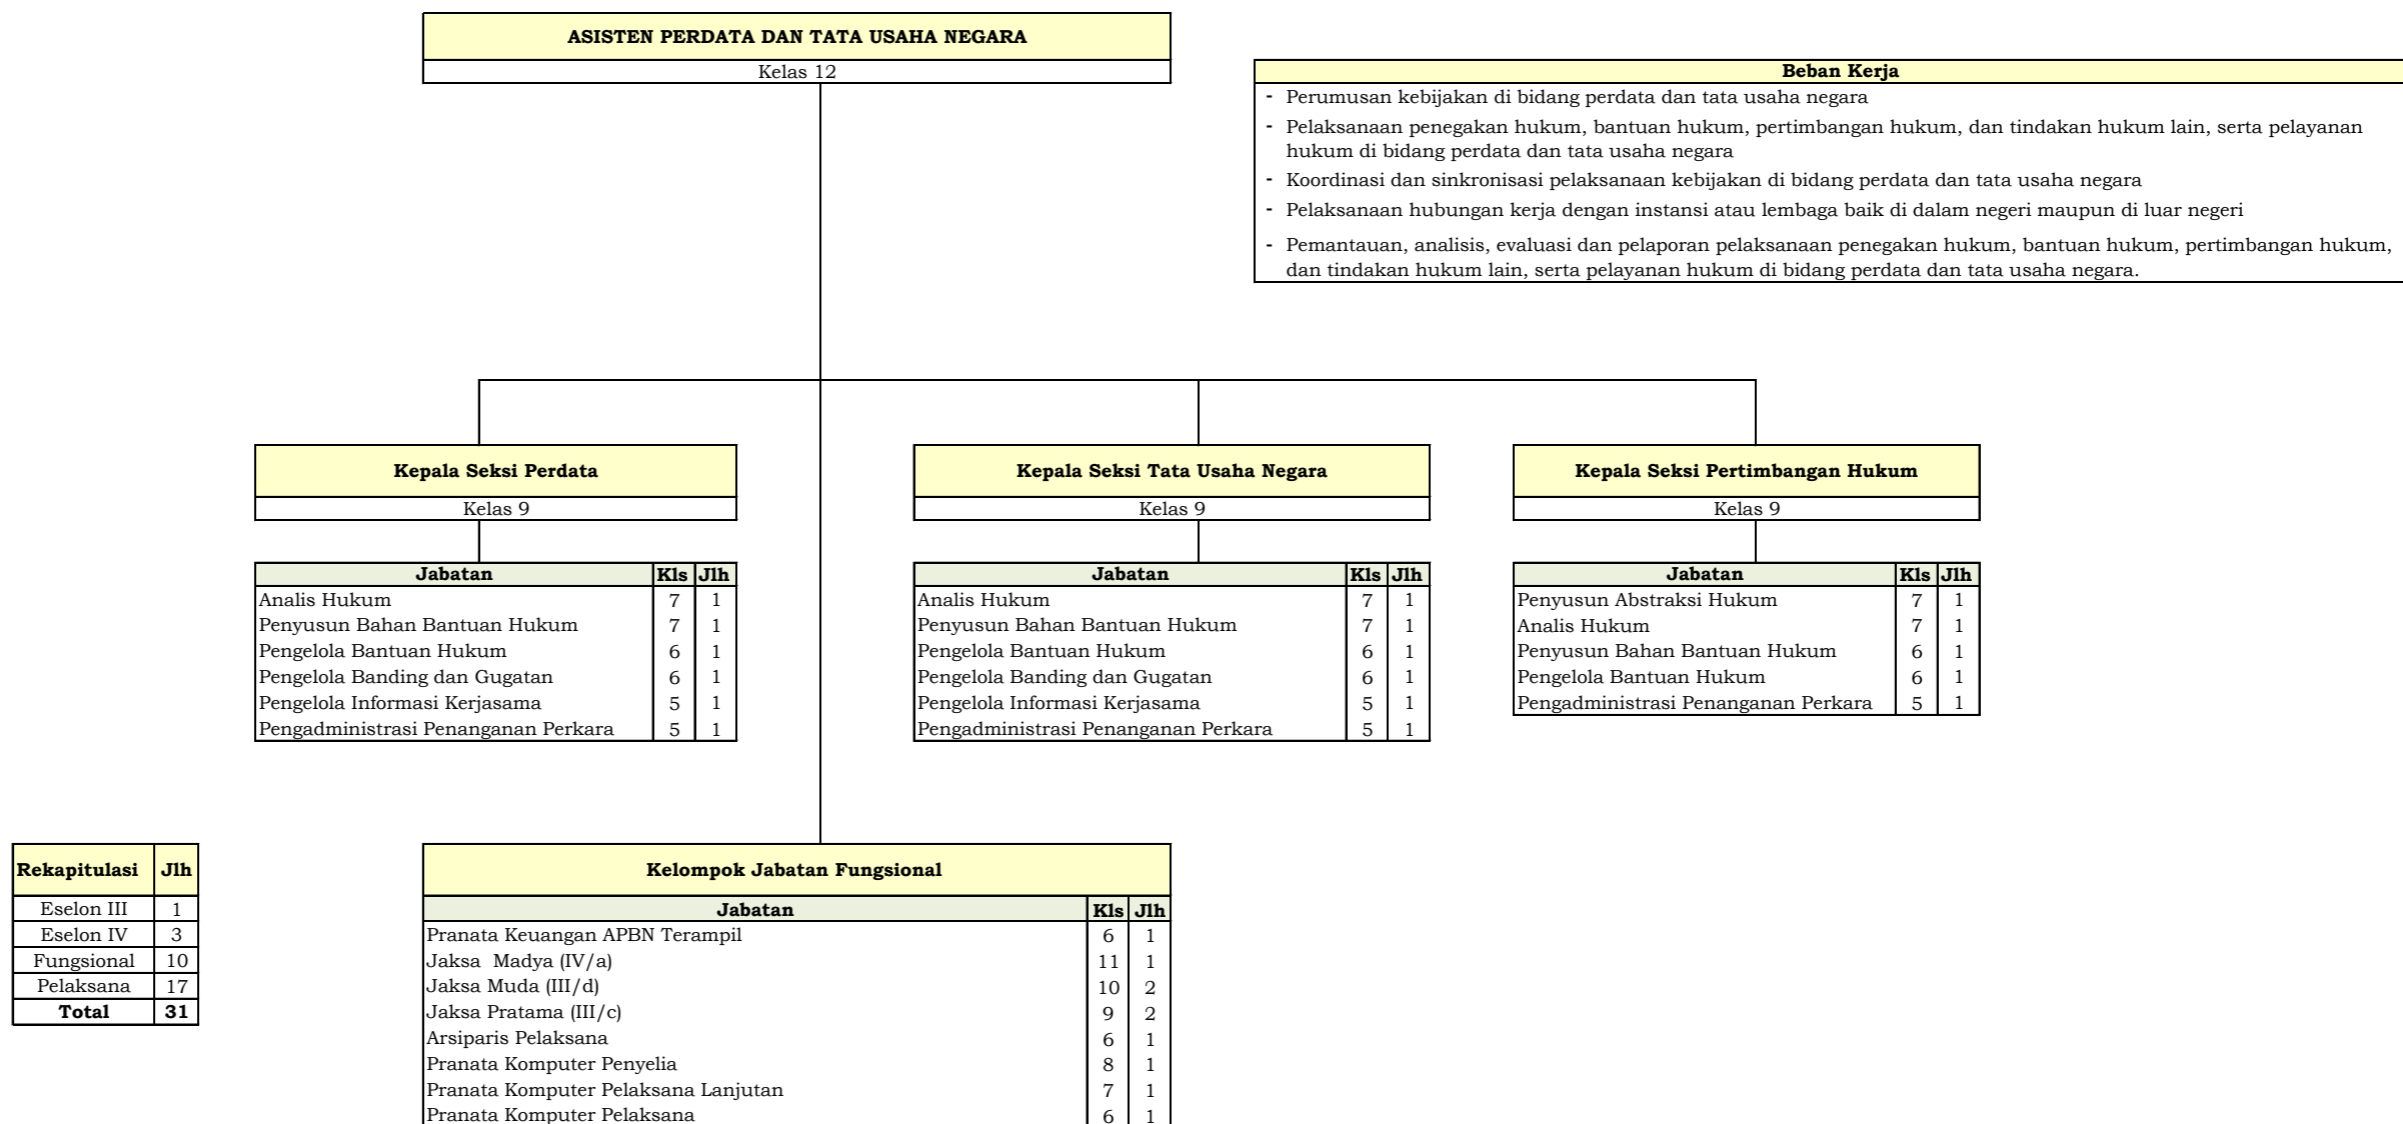 ASISTEN PERDATA DAN TATA USAHA NEGARA
Kelas 12
Beban Kerja
- Perumusan kebijakan di bidang perdata dan tata usaha negara
- Pelaksanaan penegakan hukum, bantuan hukum, pertimbangan hukum, dan tindakan hukum lain, serta pelayanan
hukum di bidang perdata dan tata usaha negara
- Koordinasi dan sinkronisasi pelaksanaan kebijakan di bidang perdata dan tata usaha negara
- Pelaksanaan hubungan kerja dengan instansi atau lembaga baik di dalam negeri maupun di luar negeri
- Pemantauan, analisis, evaluasi dan pelaporan pelaksanaan penegakan hukum, bantuan hukum, pertimbangan hukum,
dan tindakan hukum lain, serta pelayanan hukum di bidang perdata dan tata usaha negara.
Kepala Seksi Perdata
Kelas 9
Jabatan Kls Jlh
Analis Hukum 7 1
Penyusun Bahan Bantuan Hukum 7 1
Pengelola Bantuan Hukum 6 1
Pengelola Banding dan Gugatan 6 1
Pengelola Informasi Kerjasama 5 1
Pengadministrasi Penanganan Perkara 5 1
Kepala Seksi Tata Usaha Negara
Kelas 9
Jabatan Kls Jlh
Analis Hukum 7 1
Penyusun Bahan Bantuan Hukum 7 1
Pengelola Bantuan Hukum 6 1
Pengelola Banding dan Gugatan 6 1
Pengelola Informasi Kerjasama 5 1
Pengadministrasi Penanganan Perkara 5 1
Kepala Seksi Pertimbangan Hukum
Kelas 9
Jabatan Kls Jlh
Penyusun Abstraksi Hukum 7 1
Analis Hukum 7 1
Penyusun Bahan Bantuan Hukum 6 1
Pengelola Bantuan Hukum 6 1
Pengadministrasi Penanganan Perkara 5 1
Rekapitulasi Jlh
Eselon III 1
Eselon IV 3
Fungsional 10
Pelaksana 17
Total 31
Kelompok Jabatan Fungsional
Jabatan Kls Jlh
Pranata Keuangan APBN Terampil 6 1
Jaksa Madya (IV/a) 11 1
Jaksa Muda (III/d) 10 2
Jaksa Pratama (III/c) 9 2
Arsiparis Pelaksana 6 1
Pranata Komputer Penyelia 8 1
Pranata Komputer Pelaksana Lanjutan 7 1
Pranata Komputer Pelaksana 6 1